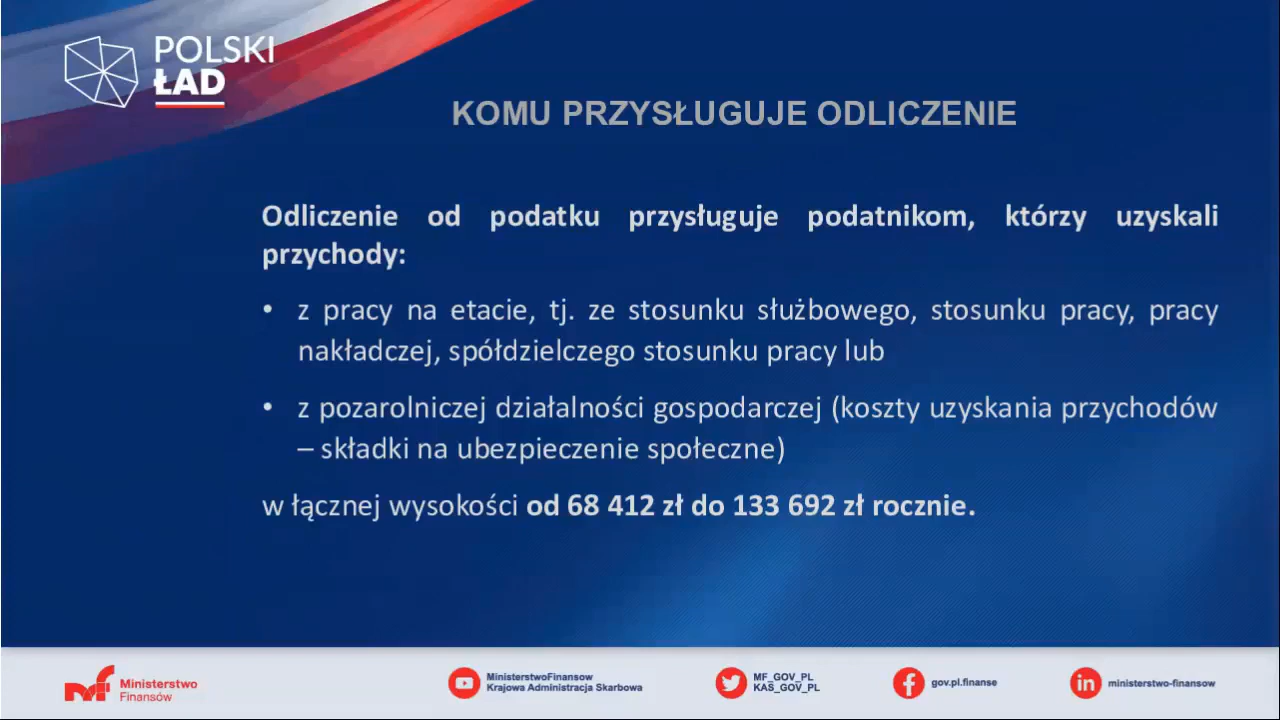 POLSKI
ŁAD
KOMU PRZYSŁUGUJE ODLICZENIE
Odliczenie od podatku przysługuje podatnikom, którzy uzyskali
przychody:
• z pracy na etacie, tj. ze stosunku służbowego, stosunku pracy, pracy
nakładczej, spółdzielczego stosunku pracy lub
• z pozarolniczej działalności gospodarczej (koszty uzyskania przychodów
– składki na ubezpieczenie społeczne)
w łącznej wysokości od 68 412 zł do 133 692 zł rocznie.
Ministerstwo
Finansów
MinisterstwoFinansow
Krajowa Administracja Skarbowa
MF_GOV_PL
KAS_GOV_PL
gov.pl.finanse
ministerstwo-finansow